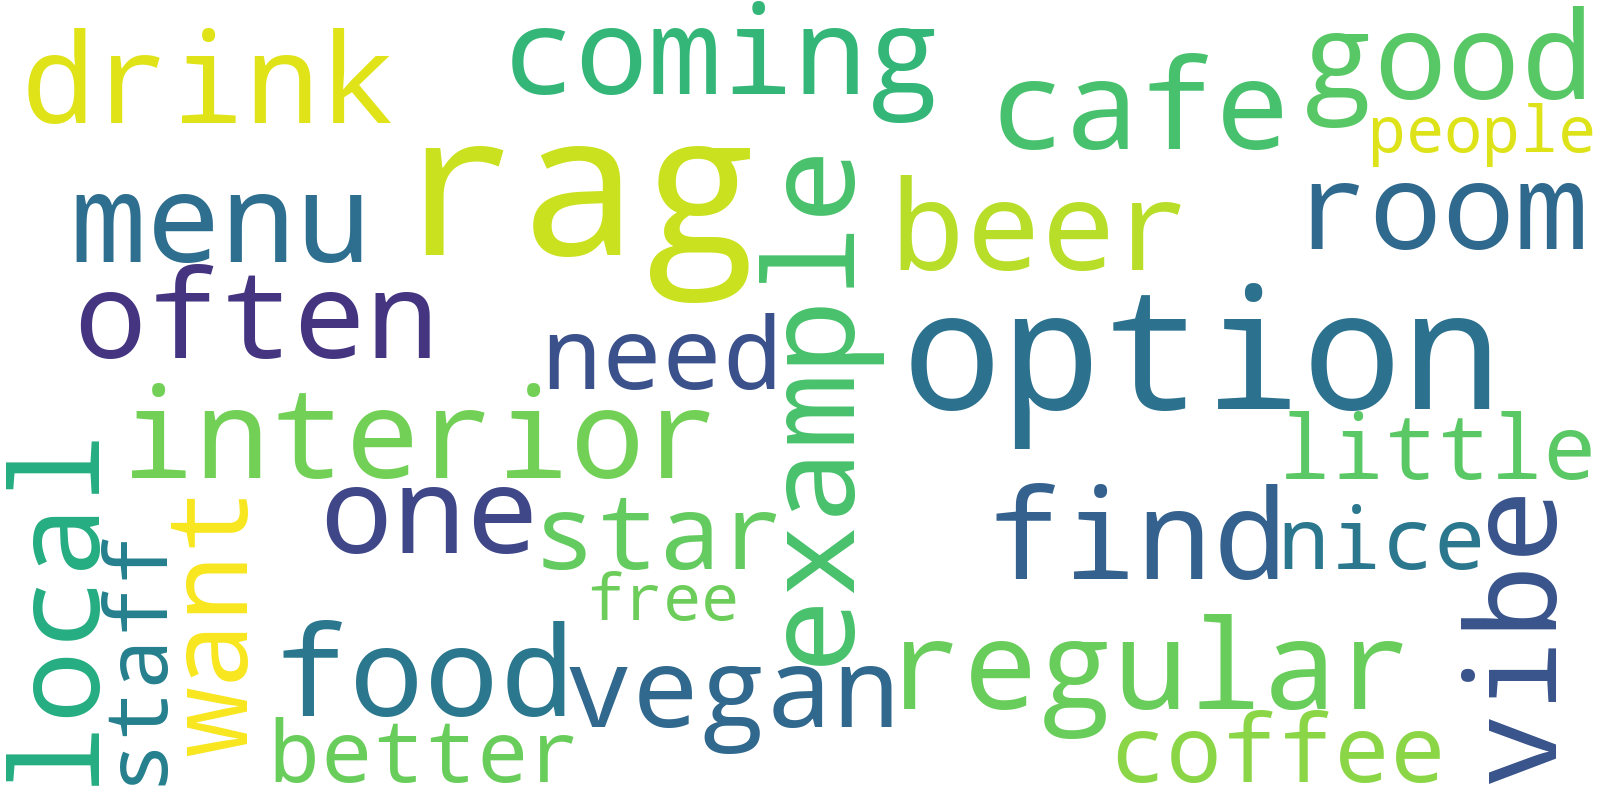 drink
coming
cafe
good
people
menu
rag
example
beer
room
often
need
option
interior
little
local
staff
want
one
star
free
find
nice
vibe
food
vegan
regular
better
coffee